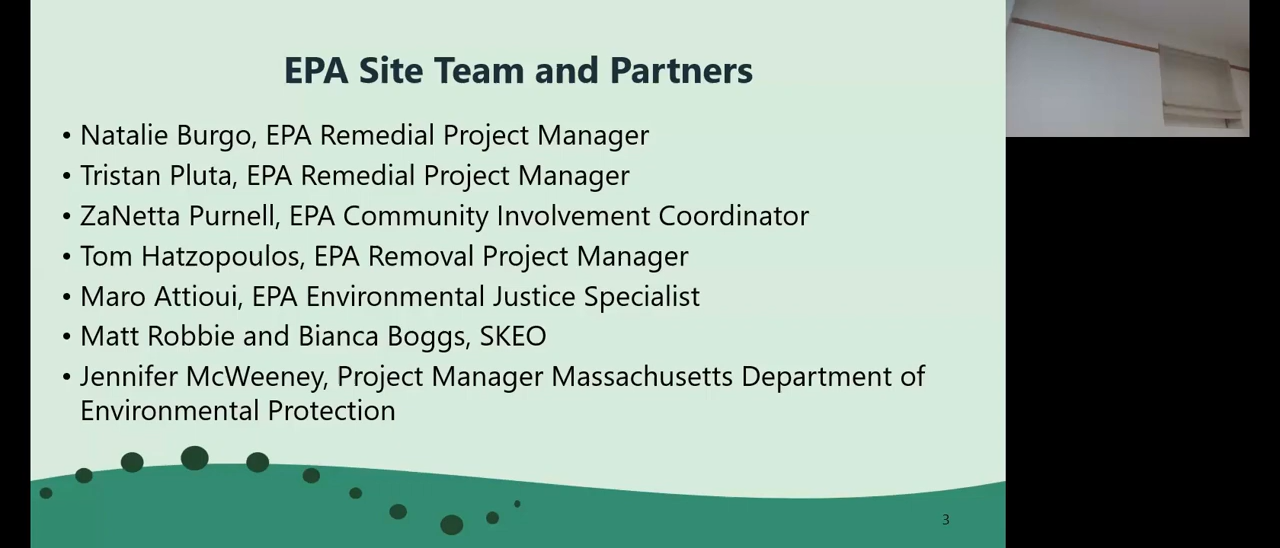 EPA Site Team and Partners
• Natalie Burgo, EPA Remedial Project Manager
• Tristan Pluta, EPA Remedial Project Manager
• ZaNetta Purnell, EPA Community Involvement Coordinator
• Tom Hatzopoulos, EPA Removal Project Manager
• Maro Attioui, EPA Environmental Justice Specialist
• Matt Robbie and Bianca Boggs, SKEO
• Jennifer McWeeney, Project Manager Massachusetts Department of
Environmental Protection
3